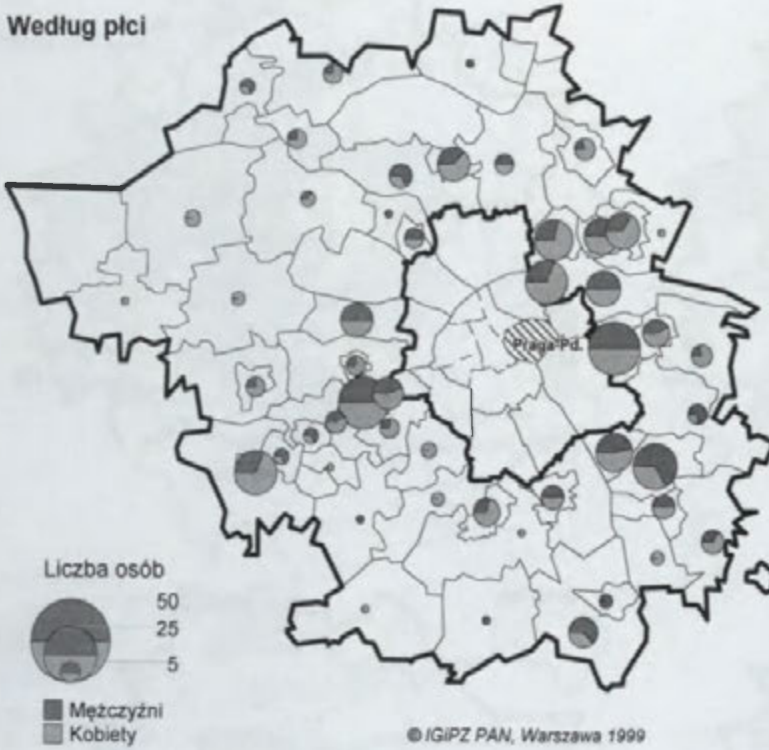 Według płci
Praga-Pd.
Liczba osób
50
25
5
Mężczyźni
Kobiety
© IGiPZ PAN, Warszawa 1999